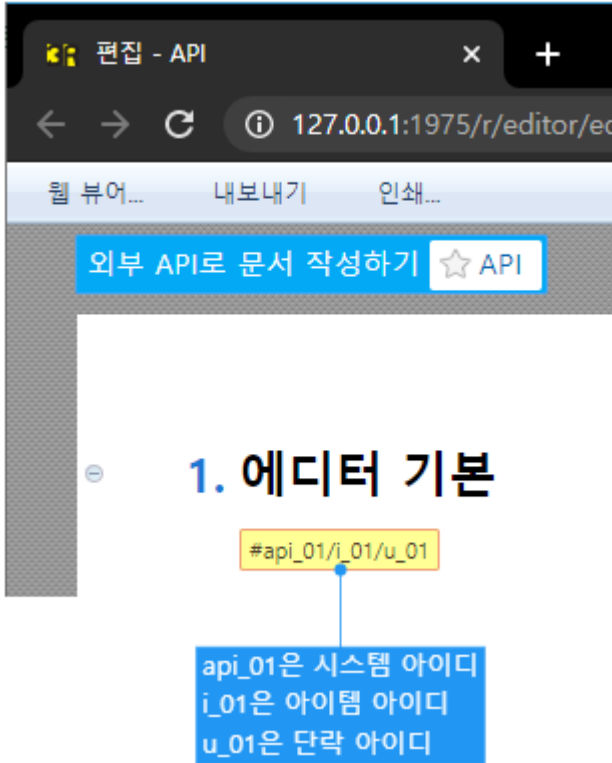 편집 - API
127.0.0.1:1975/r/editor/ed
웹 뷰어... 내보내기 인쇄...
외부 API로 문서 작성하기 API
1. 에디터 기본
#api_01/i_01/u_01
api_01은 시스템 아이디
i_01은 아이템 아이디
u_01은 단락 아이디